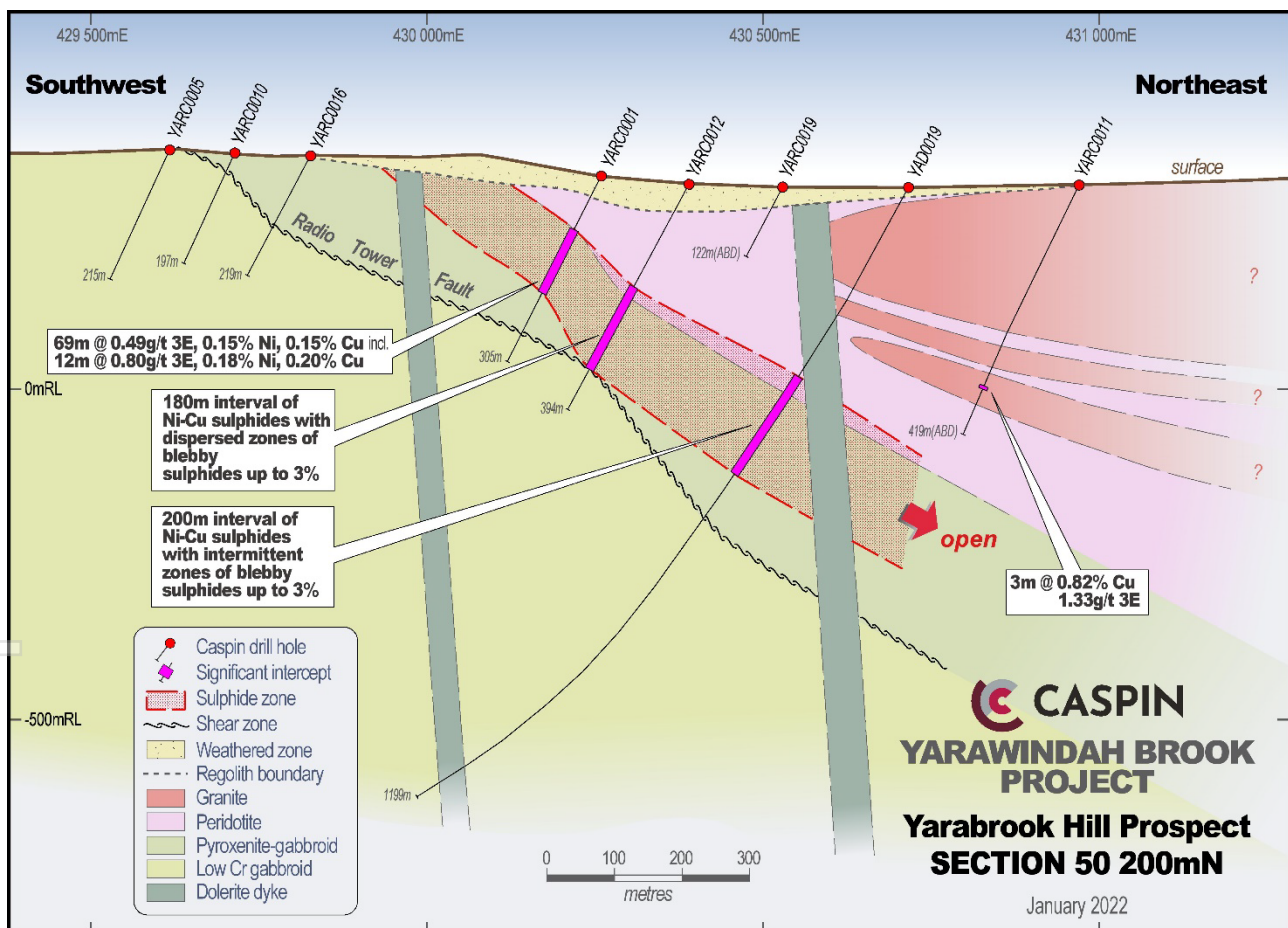 429 500mE
430 000mE
430 500mE
431 000mE
Southwest
Northeast
YARC0005
YARC0010
YARC0016
YARC0001
YARC0012
YARC0019
YAD0019
YARC0011
surface
Radio Tower Fault
215m
197m
219m
122m(ABD)
305m
394m
419m(ABD)
1199m
?
?
?
69m @ 0.49g/t 3E, 0.15% Ni, 0.15% Cu incl.
12m @ 0.80g/t 3E, 0.18% Ni, 0.20% Cu
0mRL
180m interval of
Ni-Cu sulphides with
dispersed zones of
blebby
sulphides up to 3%
200m interval of
Ni-Cu sulphides
with intermittent
zones of blebby
sulphides up to 3%
open
3m @ 0.82% Cu
1.33g/t 3E
-500mRL
Caspin drill hole
Significant intercept
Sulphide zone
Shear zone
Weathered zone
Regolith boundary
Granite
Peridotite
Pyroxenite-gabbroid
Low Cr gabbroid
Dolerite dyke
0 100 200 300
metres
CASPIN
YARAWINDAH BROOK
PROJECT
Yarabrook Hill Prospect
SECTION 50 200mN
January 2022